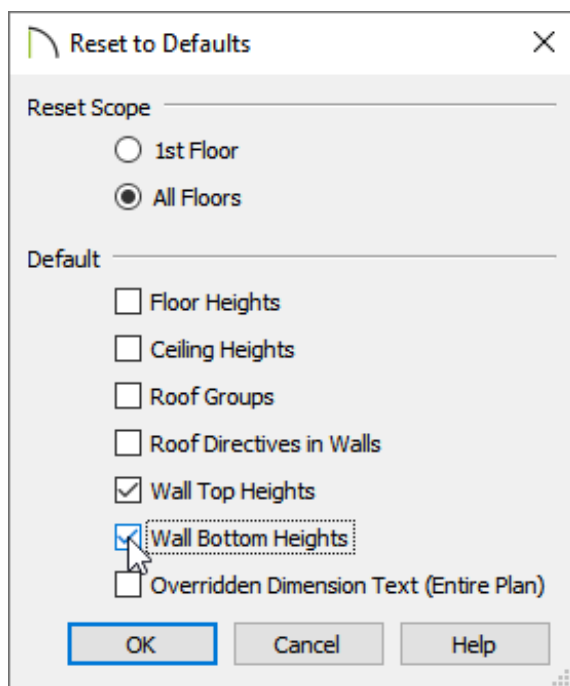 Reset to Defaults
Reset Scope
1st Floor
All Floors
Default
Floor Heights
Ceiling Heights
Roof Groups
Roof Directives in Walls
Wall Top Heights
Wall Bottom Heights
Overridden Dimension Text (Entire Plan)
OK Cancel Help